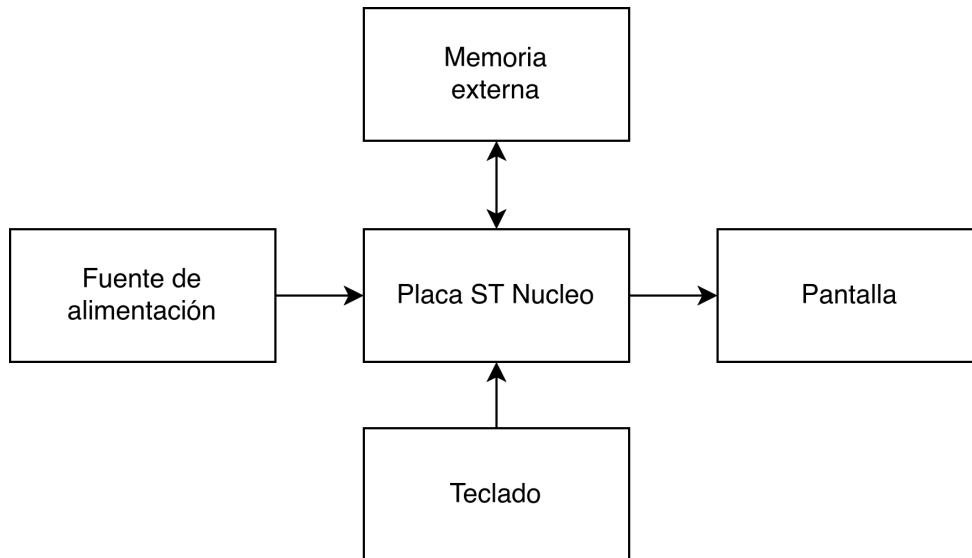 Memoria
externa
Fuente de
alimentación
Placa ST Nucleo
Pantalla
Teclado